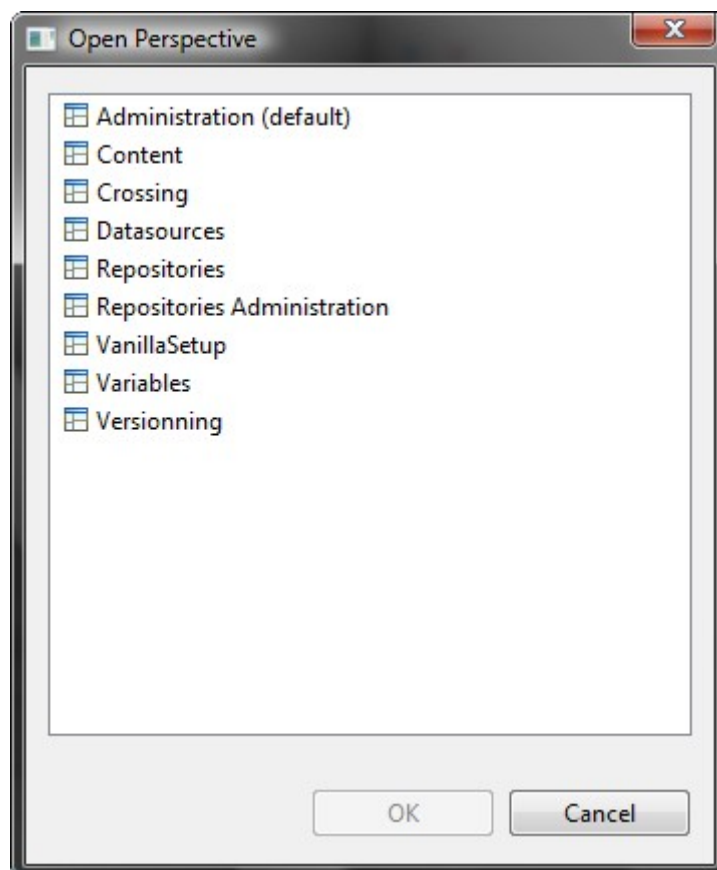 Open Perspective
Administration (default)
Content
Crossing
Datasources
Repositories
Repositories Administration
VanillaSetup
Variables
Versionning
OK
Cancel